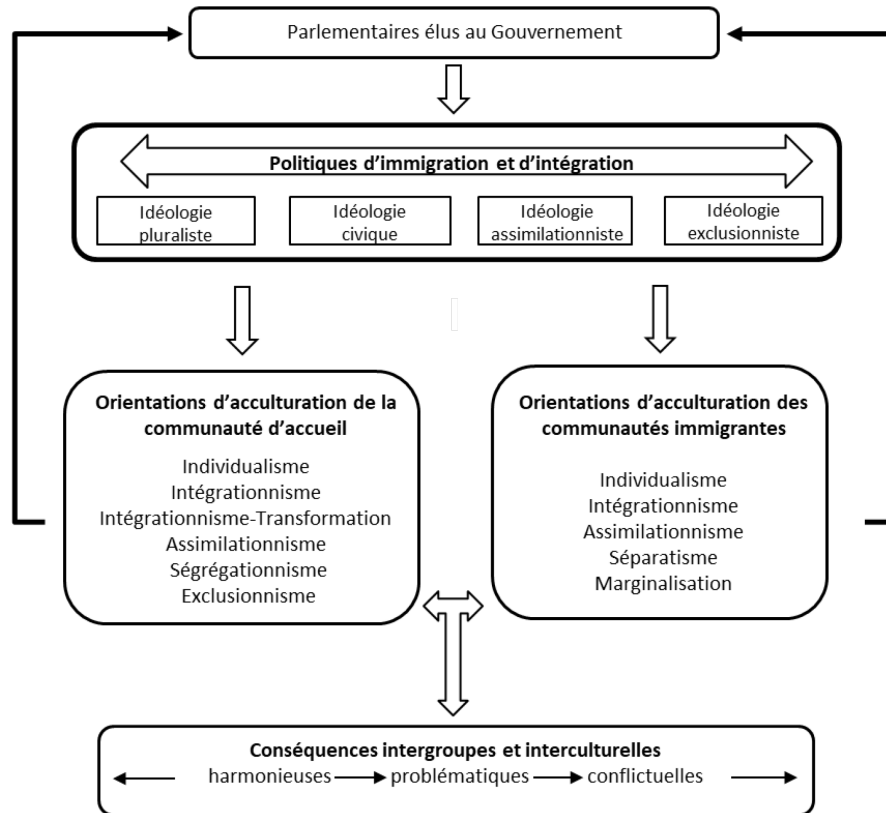 Parlementaires élus au Gouvernement
Politiques d’immigration et d’intégration
Idéologie
pluraliste
Idéologie
civique
Idéologie
assimilationniste
Idéologie
exclusionniste
Orientations d’acculturation de la
communauté d’accueil
Individualisme
Intégrationnisme
Intégrationnisme-Transformation
Assimilationnisme
Ségrégationnisme
Exclusionnisme
Orientations d’acculturation des
communautés immigrantes
Individualisme
Intégrationnisme
Assimilationnisme
Séparatisme
Marginalisation
Conséquences intergroupes et interculturelles
harmonieuses problématiques conflictuelles